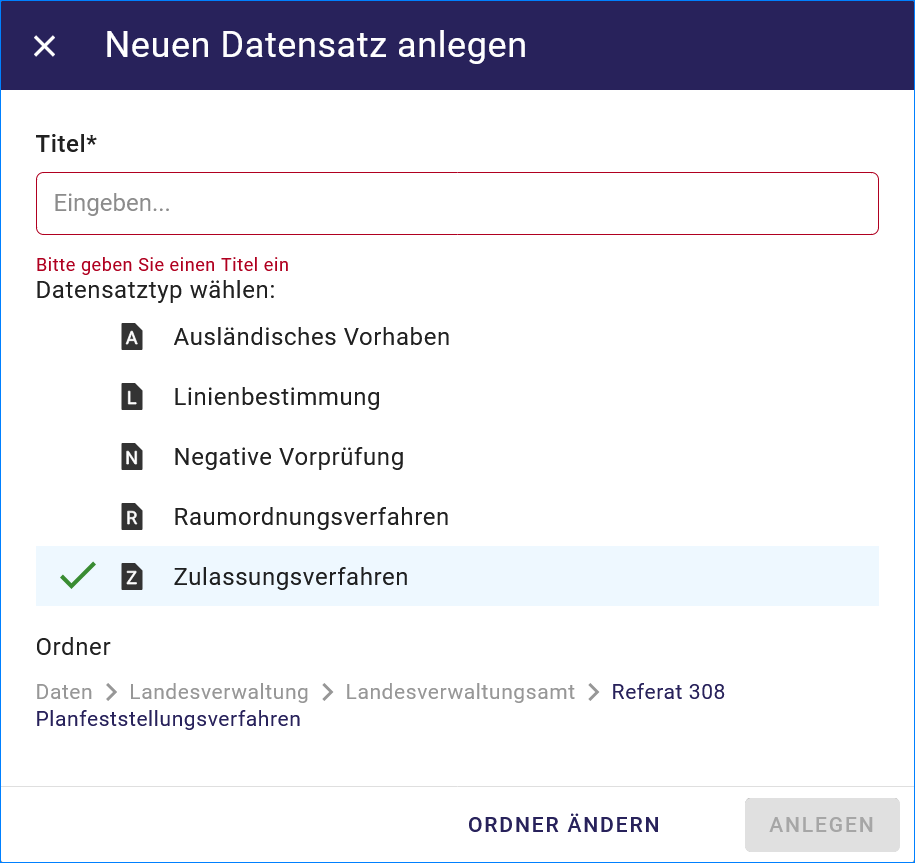 Neuen Datensatz anlegen
Titel*
Eingeben...
Bitte geben Sie einen Titel ein
Datensatztyp wählen:
A Ausländisches Vorhaben
L Linienbestimmung
N Negative Vorprüfung
R Raumordnungsverfahren
Z Zulassungsverfahren
Ordner
Daten > Landesverwaltung > Landesverwaltungsamt > Referat 308
Planfeststellungsverfahren
ORDNER ÄNDERN ANLEGEN